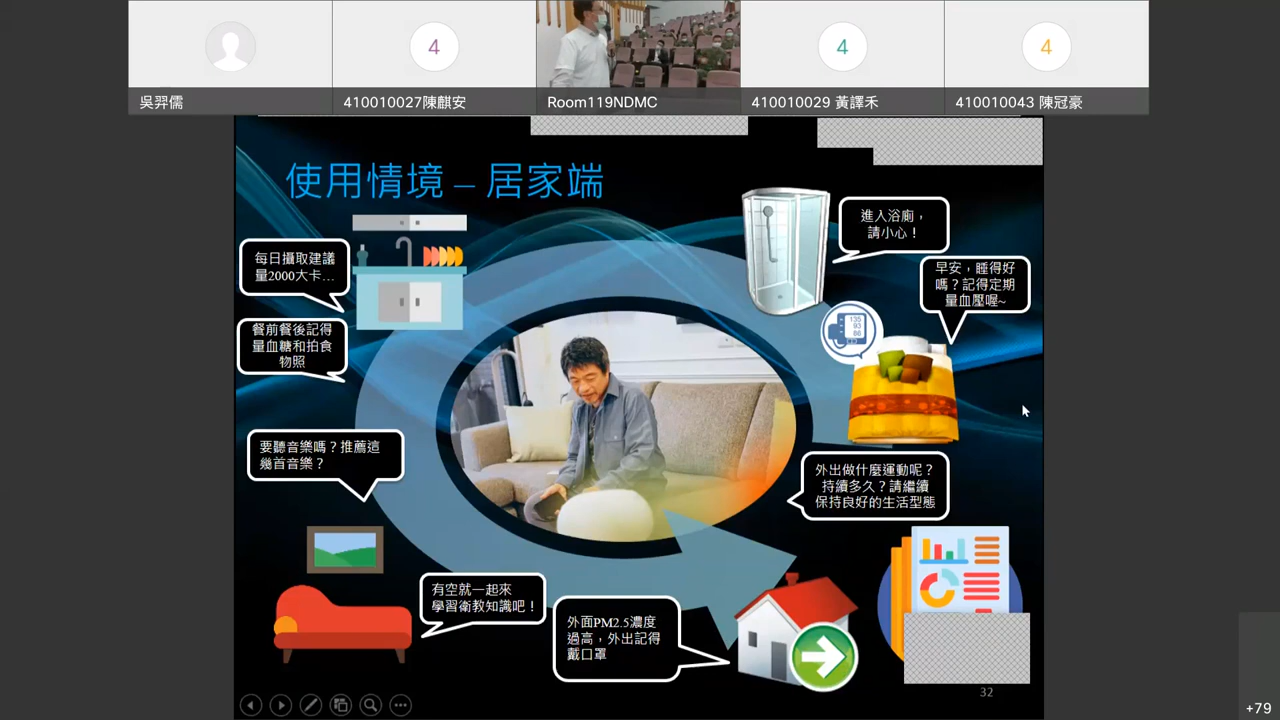 吳羿儒
4
410010027陳麒安
Room119NDMC
4
410010029 黃譯禾
4
410010043 陳冠豪
使用情境 – 居家端
每日攝取建議
量2000大卡…
餐前餐後記得
量血糖和拍食
物照
要聽音樂嗎？推薦這
幾首音樂？
有空就一起來
學習衛教知識吧！
外面PM2.5濃度
過高，外出記得
戴口罩
進入浴廁，
請小心！
早安，睡得好
嗎？記得定期
量血壓喔~
135
93
86
外出做什麼運動呢？
持續多久？請繼續
保持良好的生活型態
32
+79